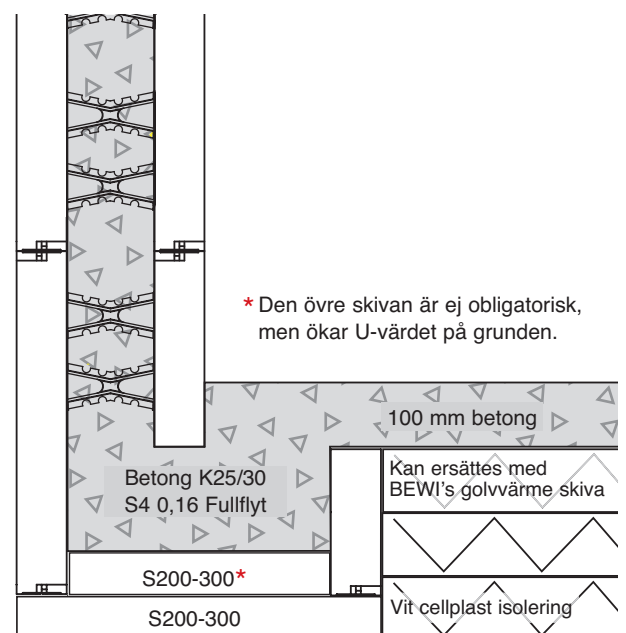 * Den övre skivan är ej obligatorisk,
men ökar U-värdet på grunden.
100 mm betong
Betong K25/30
S4 0,16 Fullflyt
Kan ersättes med
BEWI's golvvärme skiva
S200-300*
S200-300
Vit cellplast isolering